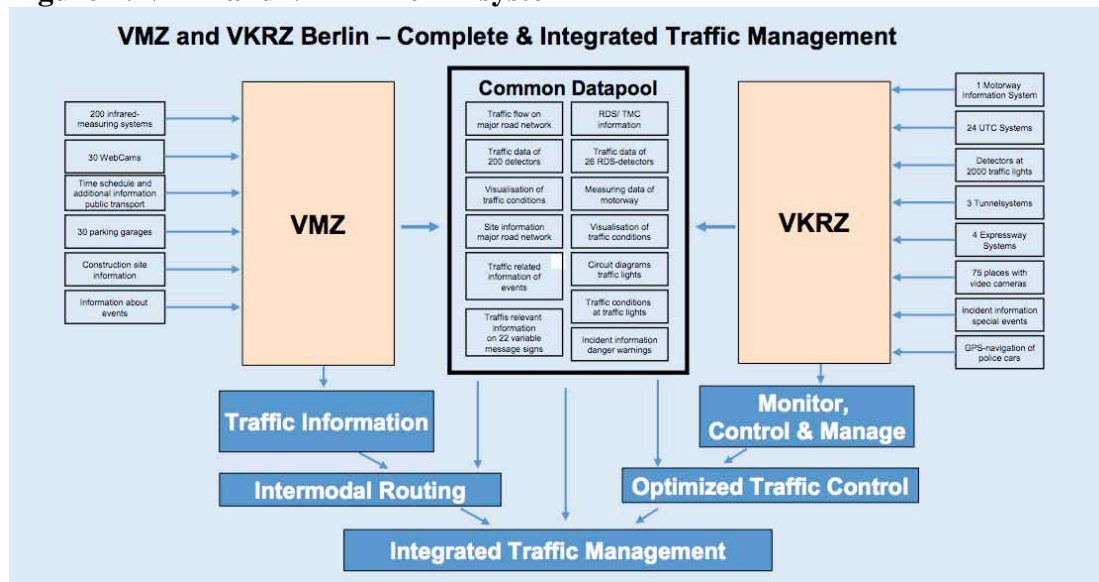 VMZ and VKRZ Berlin – Complete & Integrated Traffic Management
200 infrared-
measuring systems
30 WebCams
Time schedule and
additional information
public transport
30 parking garages
Construction site
information
Information about
events
VMZ
Common Datapool
Traffic flow on
major road network
Traffic data of
200 detectors
Visualisation of
traffic conditions
Site information
major road network
Traffic related
information of
events
Traffis relevant
information
on 22 variable
message signs
RDS/ TMC
information
Traffic data of
26 RDS-detectors
Measuring data of
motorway
Visualisation of
traffic conditions
Circuit diagrams
traffic lights
Traffic conditions
at traffic lights
Incident information
danger warnings
VKRZ
1 Motorway
Information System
24 UTC Systems
Detectors at
2000 traffic lights
3 Tunnelsystems
4 Expressway
Systems
75 places with
video cameras
Incident information
special events
GPS-navigation of
police cars
Traffic Information
Monitor,
Control & Manage
Intermodal Routing
Optimized Traffic Control
Integrated Traffic Management